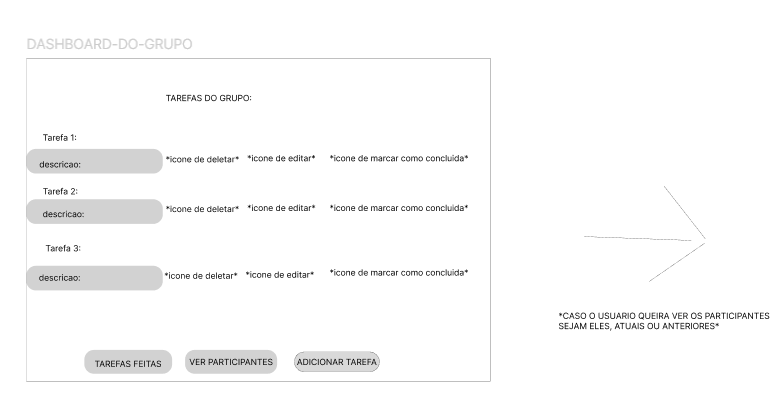 DASHBOARD-DO-GRUPO
TAREFAS DO GRUPO:
Tarefa 1:
descricao: *icone de deletar* *icone de editar* *icone de marcar como concluida*
Tarefa 2:
descricao: *icone de deletar* *icone de editar* *icone de marcar como concluida*
Tarefa 3:
descricao: *icone de deletar* *icone de editar* *icone de marcar como concluida*
TAREFAS FEITAS VER PARTICIPANTES ADICIONAR TAREFA
*CASO O USUARIO QUEIRA VER OS PARTICIPANTES
SEJAM ELES, ATUAIS OU ANTERIORES*